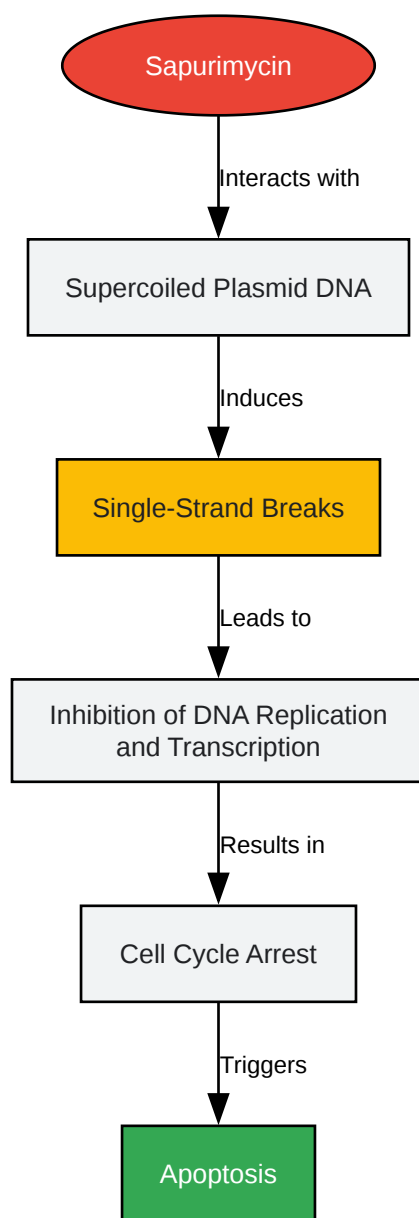 Sapurimycin
Interacts with
Supercoiled Plasmid DNA
Induces
Single-Strand Breaks
Leads to
Inhibition of DNA Replication
and Transcription
Results in
Cell Cycle Arrest
Triggers
Apoptosis